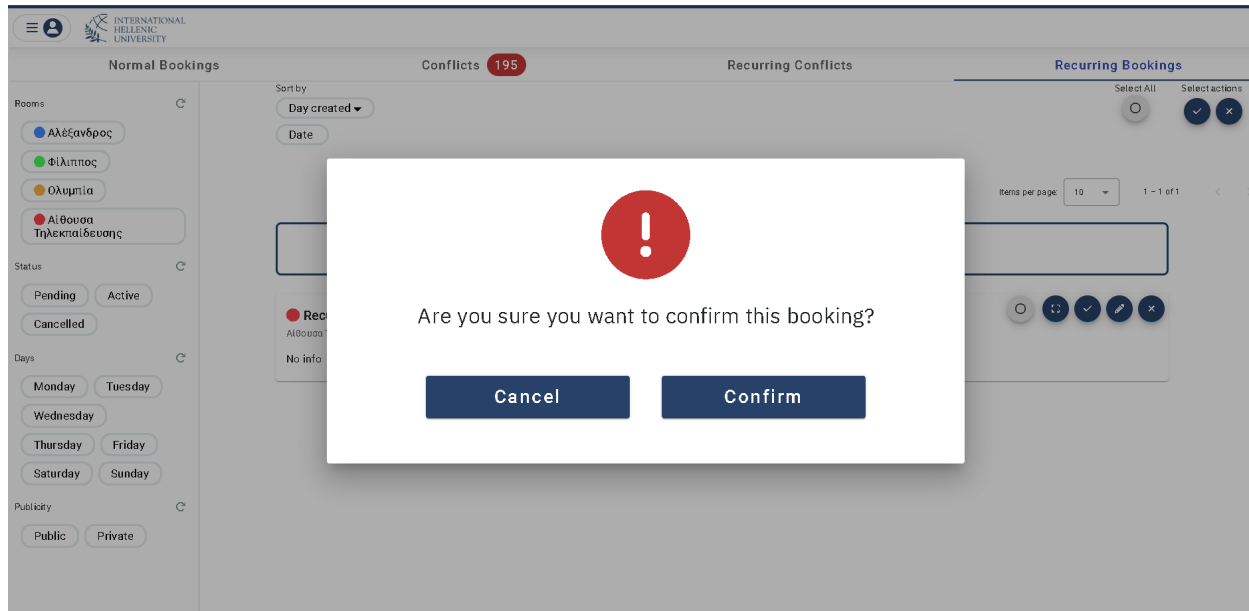 INTERNATIONAL
HELLENIC
UNIVERSITY
Normal Bookings
Conflicts 195
Recurring Conflicts
Recurring Bookings
Rooms
Αλέξανδρος
Φίλιππος
Ολυμπία
Αίθουσα
Τηλεκπαίδευσης
Status
Pending Active
Cancelled
Days
Monday Tuesday
Wednesday
Thursday Friday
Saturday Sunday
Publicity
Public Private
Sort by
Day created
Date
Select All
Select actions
Items per page: 10 1 – 1 of 1
Αίθουσα
No info
Are you sure you want to confirm this booking?
Cancel Confirm